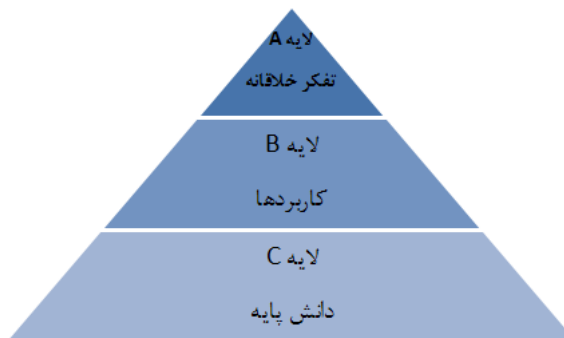 لایه A
تفکر خلاقانه
لایه B
کاربردها
لایه C
دانش پایه